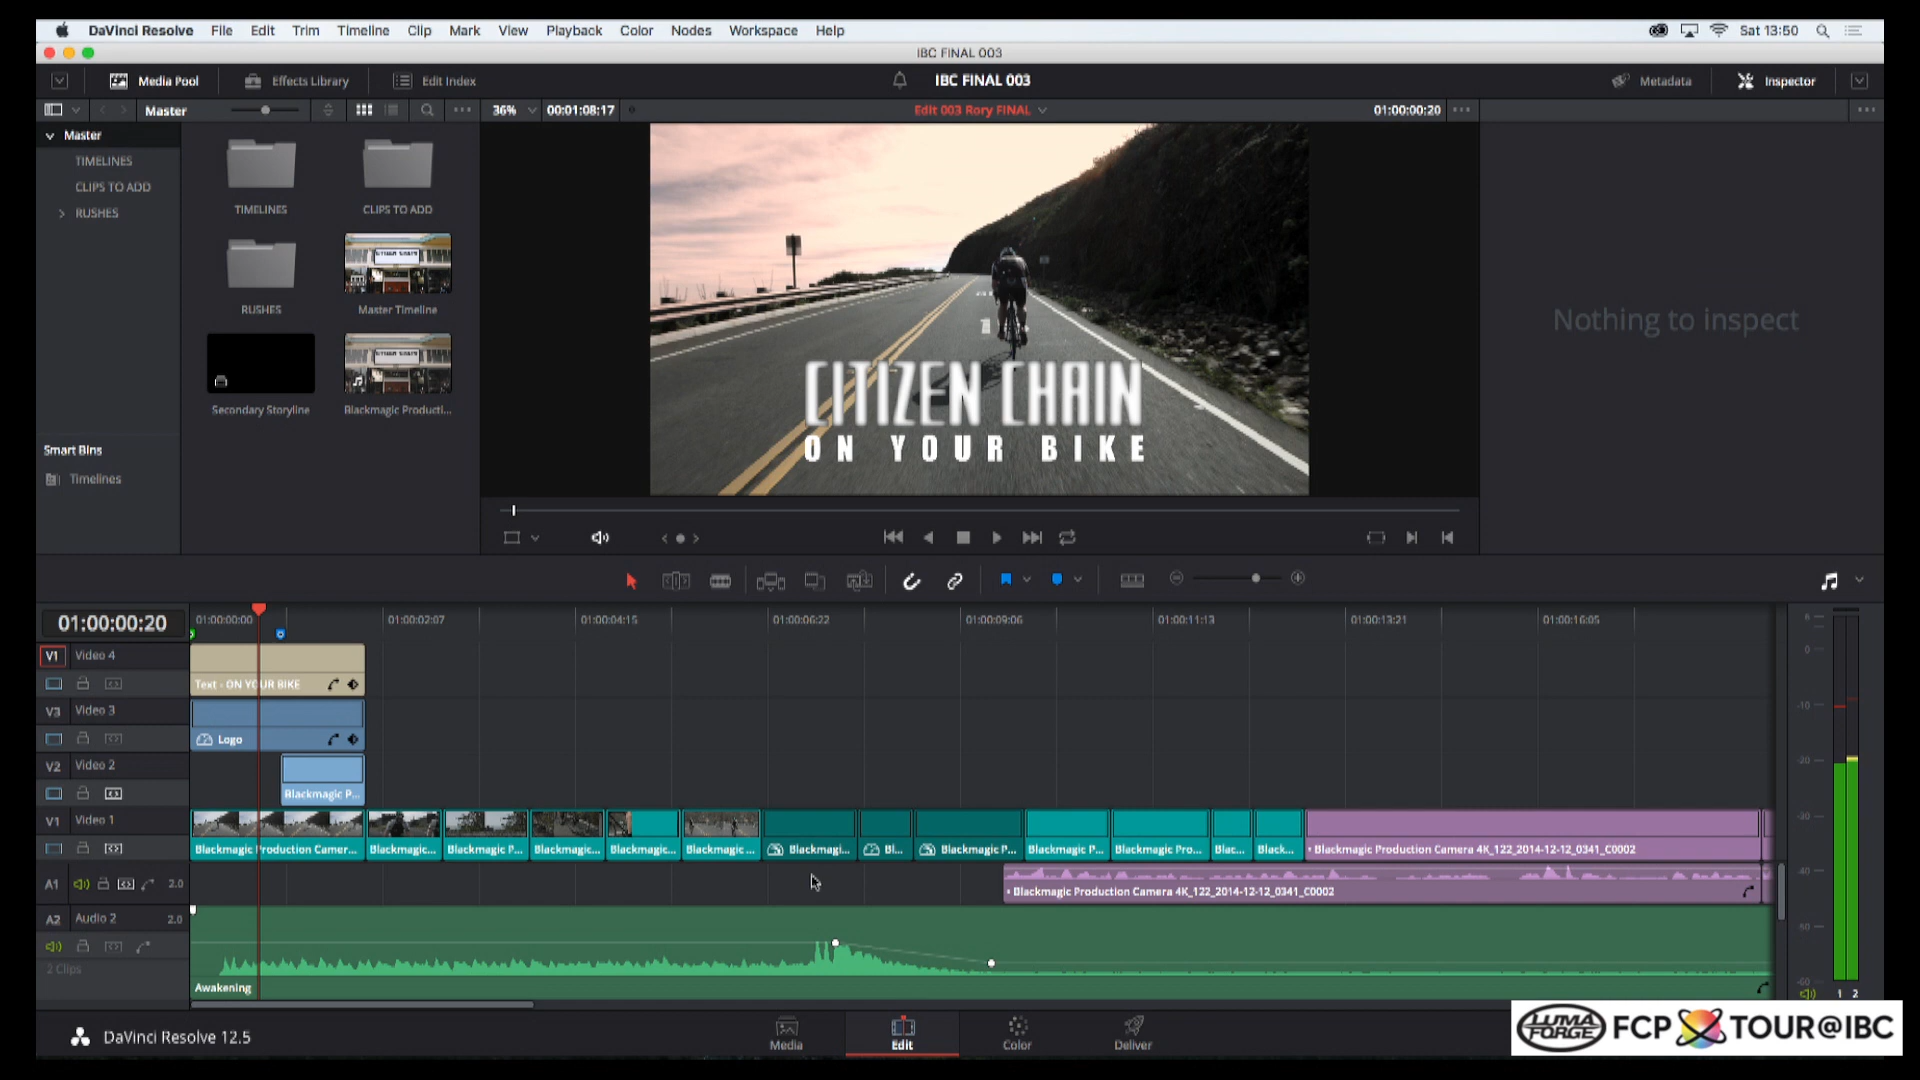 DaVinci Resolve File Edit Trim Timeline Clip Mark View Playback Color Nodes Workspace Help Sat 13:50
IBC FINAL 003
Media Pool Effects Library Edit Index IBC FINAL 003 Metadata Inspector
Master 36% 00:01:08:17 Edit 003 Rory FINAL 01:00:00:20
Master
TIMELINES
CLIPS TO ADD
RUSHES
TIMELINES CLIPS TO ADD
RUSHES Master Timeline
Secondary Storyline Blackmagic Producti...
Smart Bins
Timelines
CITIZEN CHAIN
ON YOUR BIKE
Nothing to inspect
01:00:00:20 01:00:00:00 01:00:02:07 01:00:04:15 01:00:06:22 01:00:09:06 01:00:11:13 01:00:13:21 01:00:16:05
V1 Video 4
Text - ON YOUR BIKE
V3 Video 3
Logo
V2 Video 2
Blackmagic P...
V1 Video 1
Blackmagic Production Camer... Blackmagic... Blackmagic P... Blackmagic... Blackmagic... Blackmagic ... Blackmagi... Bl... Blackmagic P... Blackmagic P... Blackmagic Pro... Blac... Black... Blackmagic Production Camera 4K_122_2014-12-12_0341_C0002
A1 2.0 Blackmagic Production Camera 4K_122_2014-12-12_0341_C0002
A2 Audio 2 2.0
2 Clips
Awakening
0
-10
-20
-30
-40
-50
-60
1 2
DaVinci Resolve 12.5 Media Edit Color Deliver
LUMA FORGE FCP TOUR@IBC